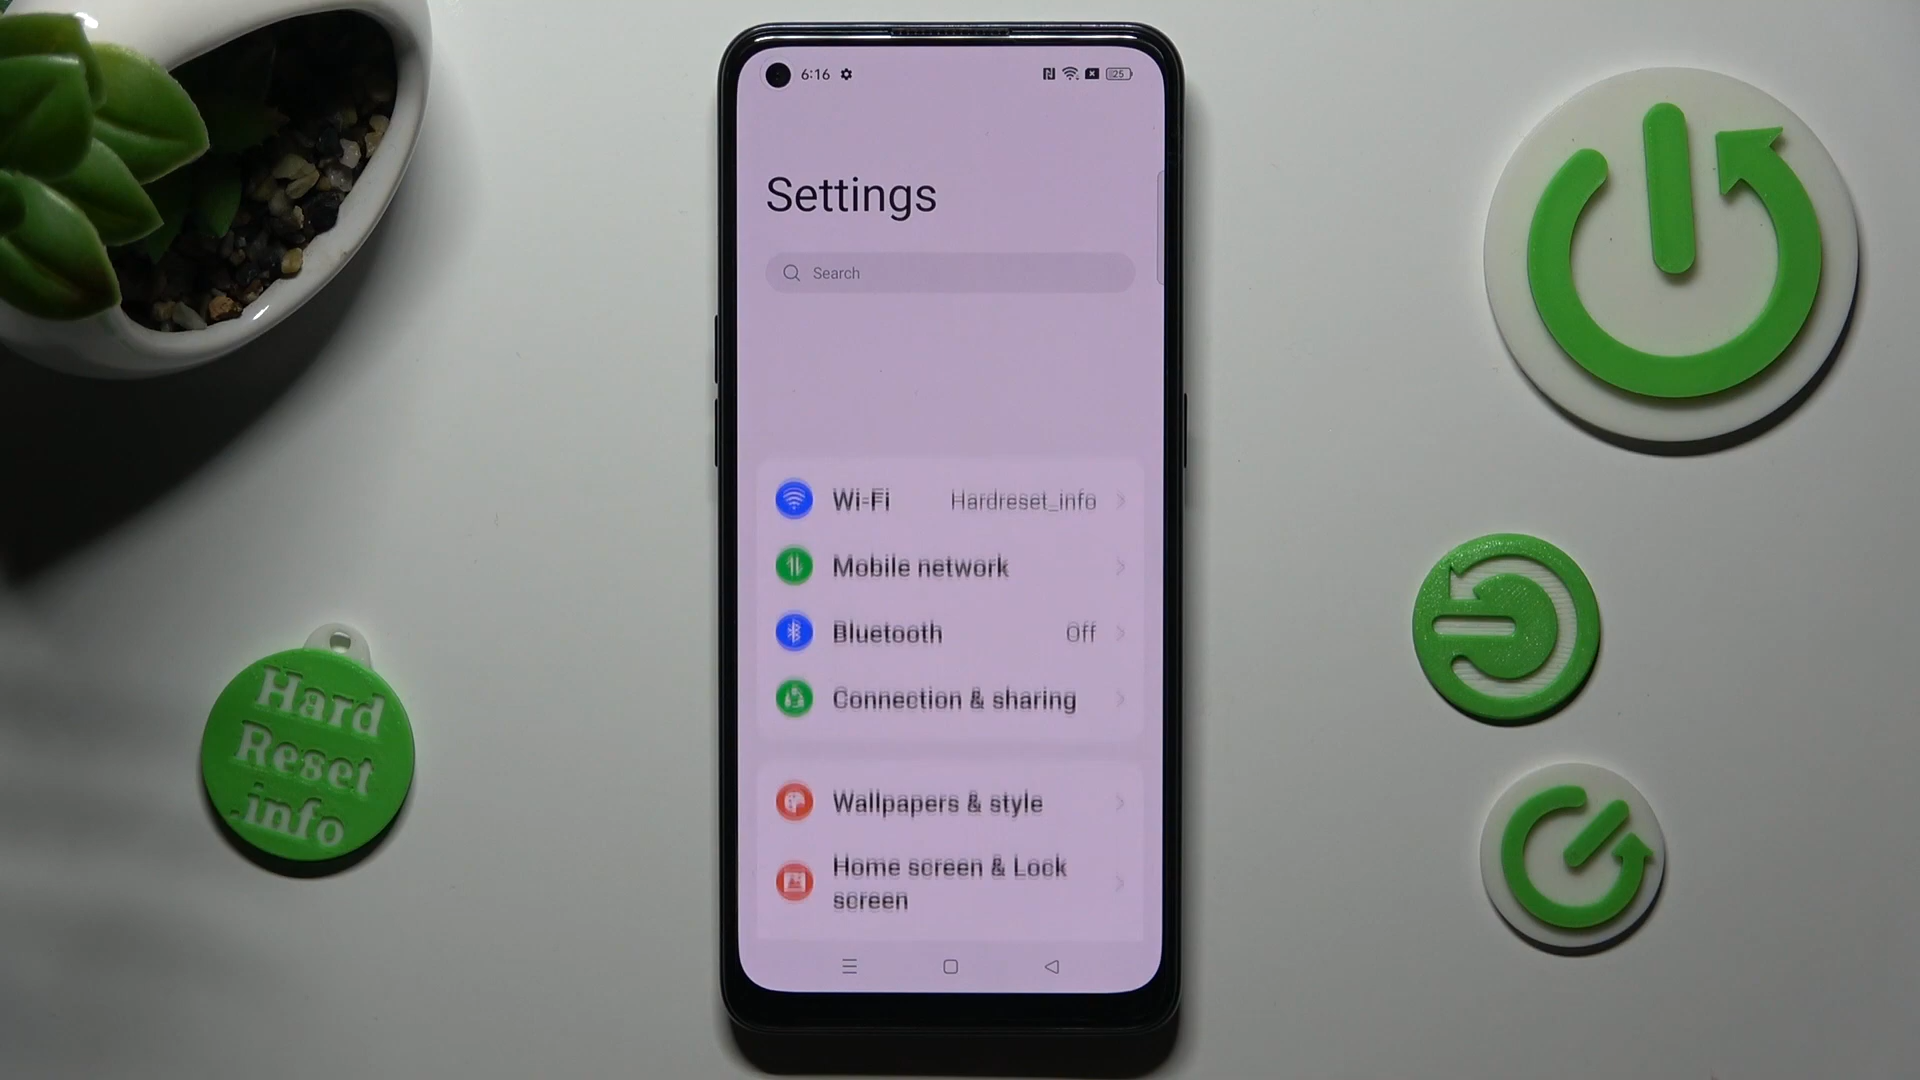 6:16
25
Settings
Search
Wi-Fi Hardreset_info
Mobile network
Bluetooth Off
Connection & sharing
Wallpapers & style
Home screen & Lock
screen
Hard
Reset
.info